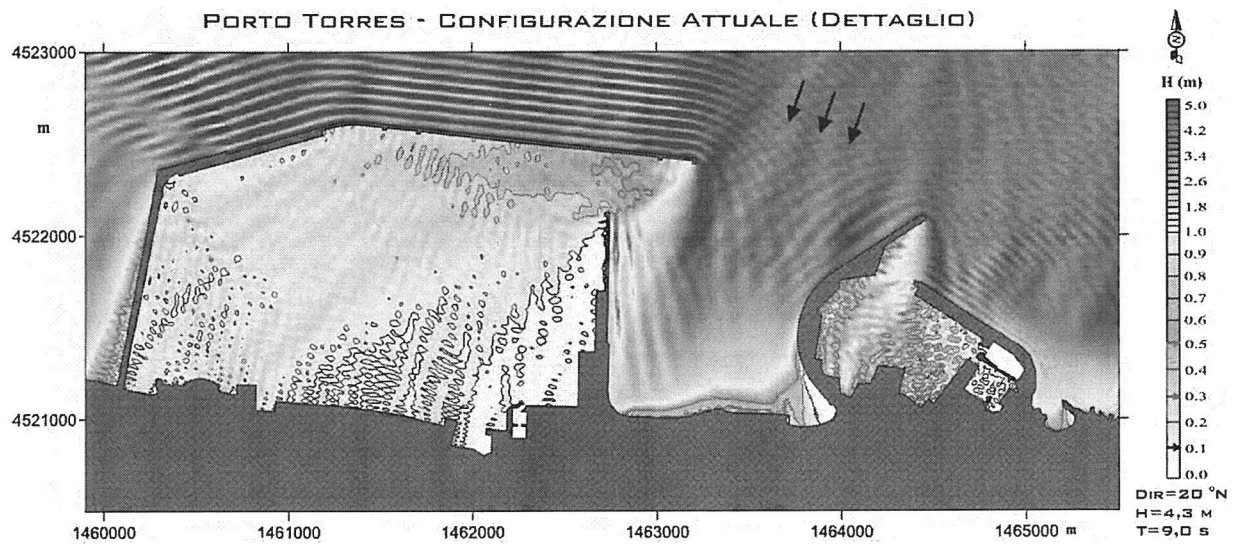 PORTO TORRES - CONFIGURAZIONE ATTUALE (DETTAGLIO)
4523000
m
4522000
4521000
1460000 1461000 1462000 1463000 1464000 1465000 m
N
H (m)
5.0
4.2
3.4
2.6
1.8
1.0
0.9
0.8
0.7
0.6
0.5
0.4
0.3
0.2
0.1
0.0
DIR=20 °N
H=4,3 M
T=9,0 S